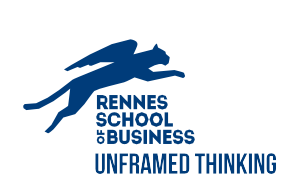 RENNES
SCHOOL
OF BUSINESS
UNFRAMED THINKING